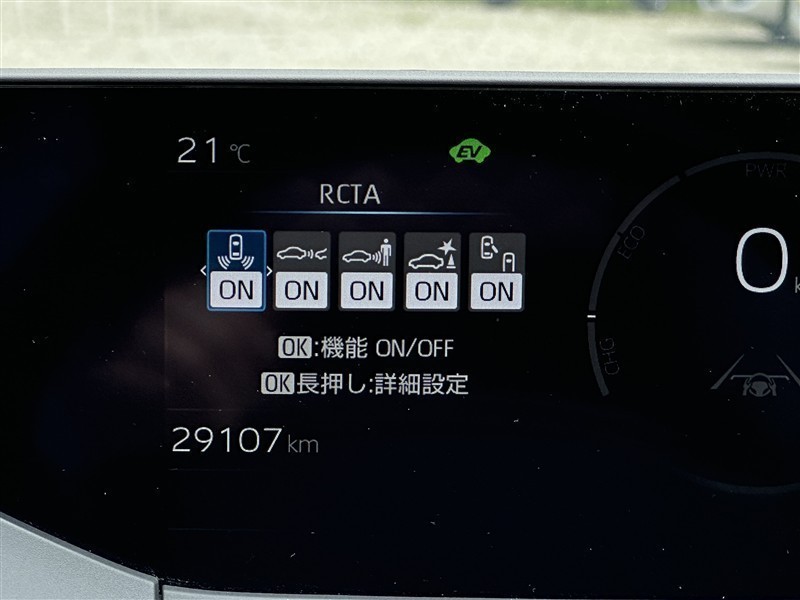 21℃
EV
RCTA
PWR
ON ON ON ON ON
ECO
0 k
CHG
OK:機能 ON/OFF
OK長押し:詳細設定
29107km